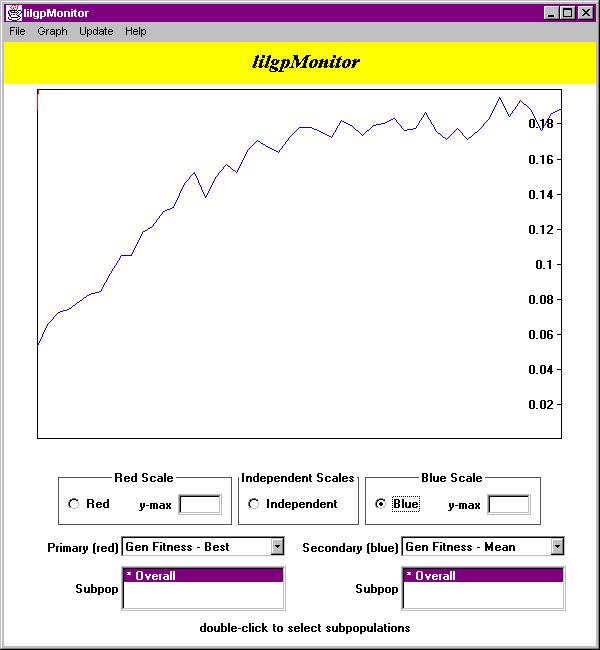 lilgpMonitor
File Graph Update Help
lilgpMonitor
0.18
0.16
0.14
0.12
0.1
0.08
0.06
0.04
0.02
Red Scale Independent Scales Blue Scale
Red y-max Independent Blue y-max
Primary (red) Gen Fitness - Best Secondary (blue) Gen Fitness - Mean
Subpop * Overall Subpop * Overall
double-click to select subpopulations